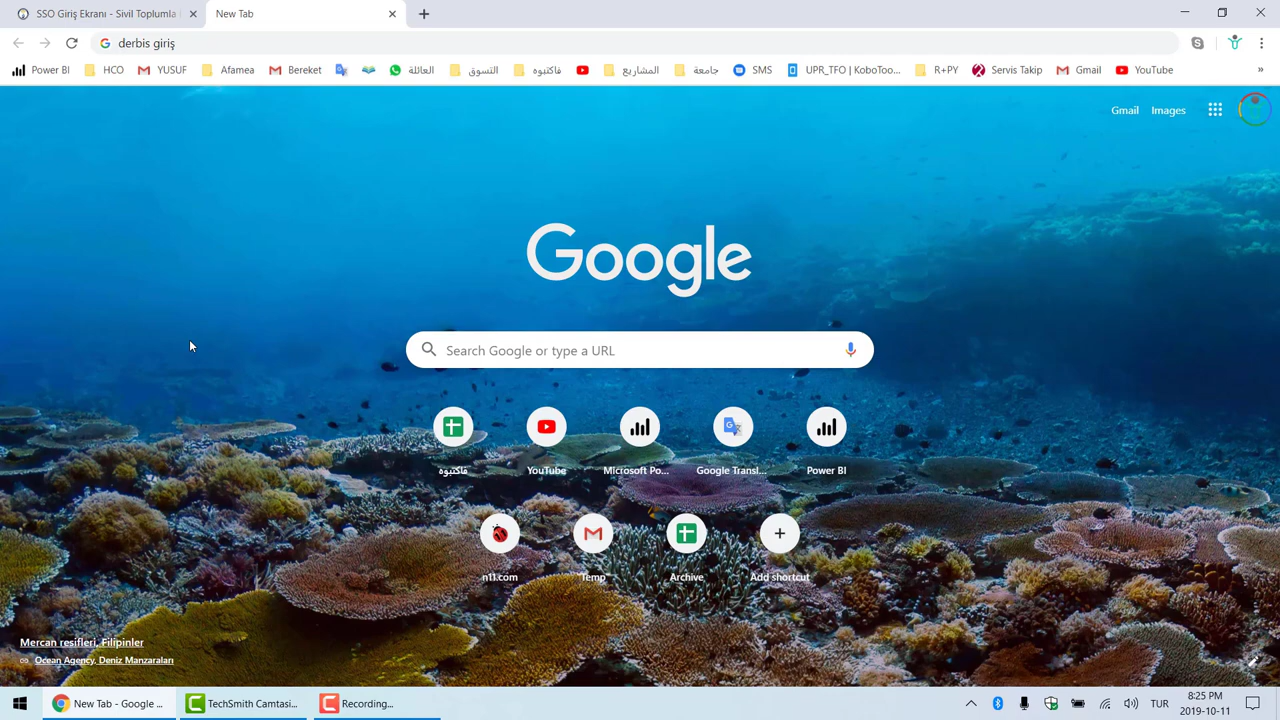 SSO Giriş Ekranı - Sivil Toplumla
New Tab
derbis giriş
Power BI
HCO
YUSUF
Afamea
Bereket
العائلة
التسوق
فاكتبوه
المشاريع
جامعة
SMS
UPR_TFO | KoboToo...
R+PY
Servis Takip
Gmail
YouTube
»
Gmail
Images
Google
Search Google or type a URL
فاكتبوه
YouTube
Microsoft Po...
Google Transl...
Power BI
n11.com
Temp
Archive
Add shortcut
Mercan resifleri, Filipinler
Ocean Agency, Deniz Manzaraları
New Tab - Google ...
TechSmith Camtasi...
Recording...
TUR
8:25 PM
2019-10-11